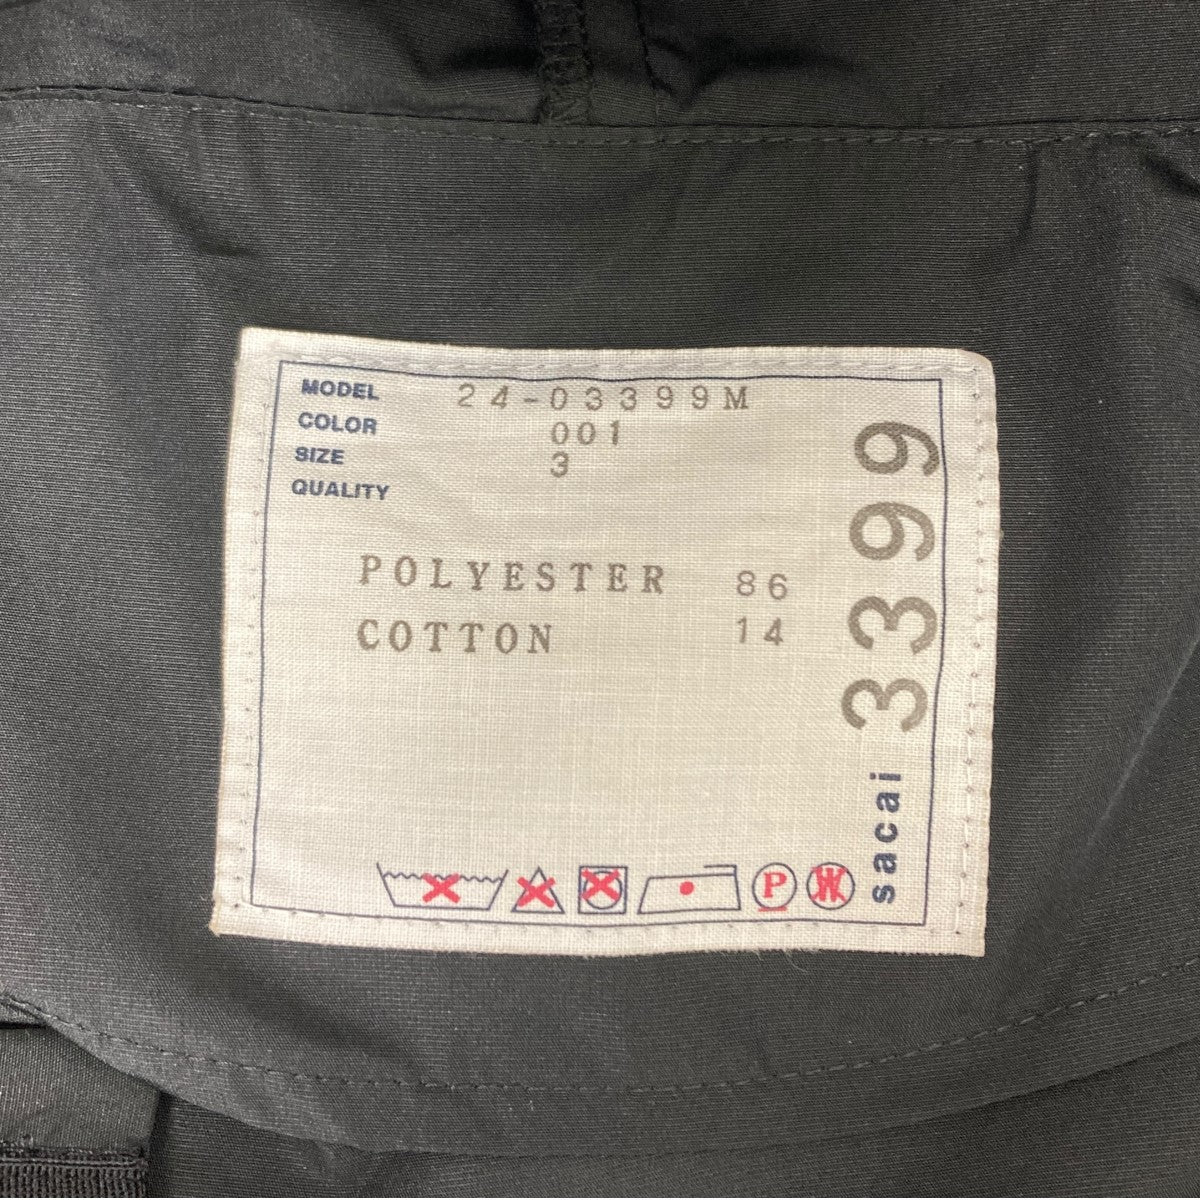 MODEL 24-03399M
COLOR 001
SIZE 3
QUALITY
POLYESTER 86
COTTON 14
P
W
sacai 3399